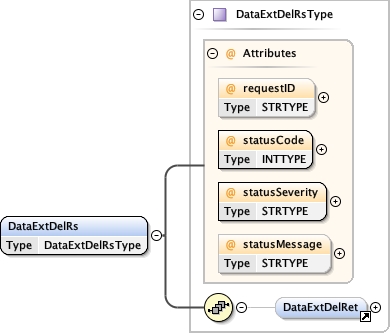 DataExtDelRsType
@ Attributes
@ requestID
Type STRTYPE
@ statusCode
Type INTTYPE
@ statusSeverity
Type STRTYPE
DataExtDelRs
Type DataExtDelRsType
@ statusMessage
Type STRTYPE
DataExtDelRet